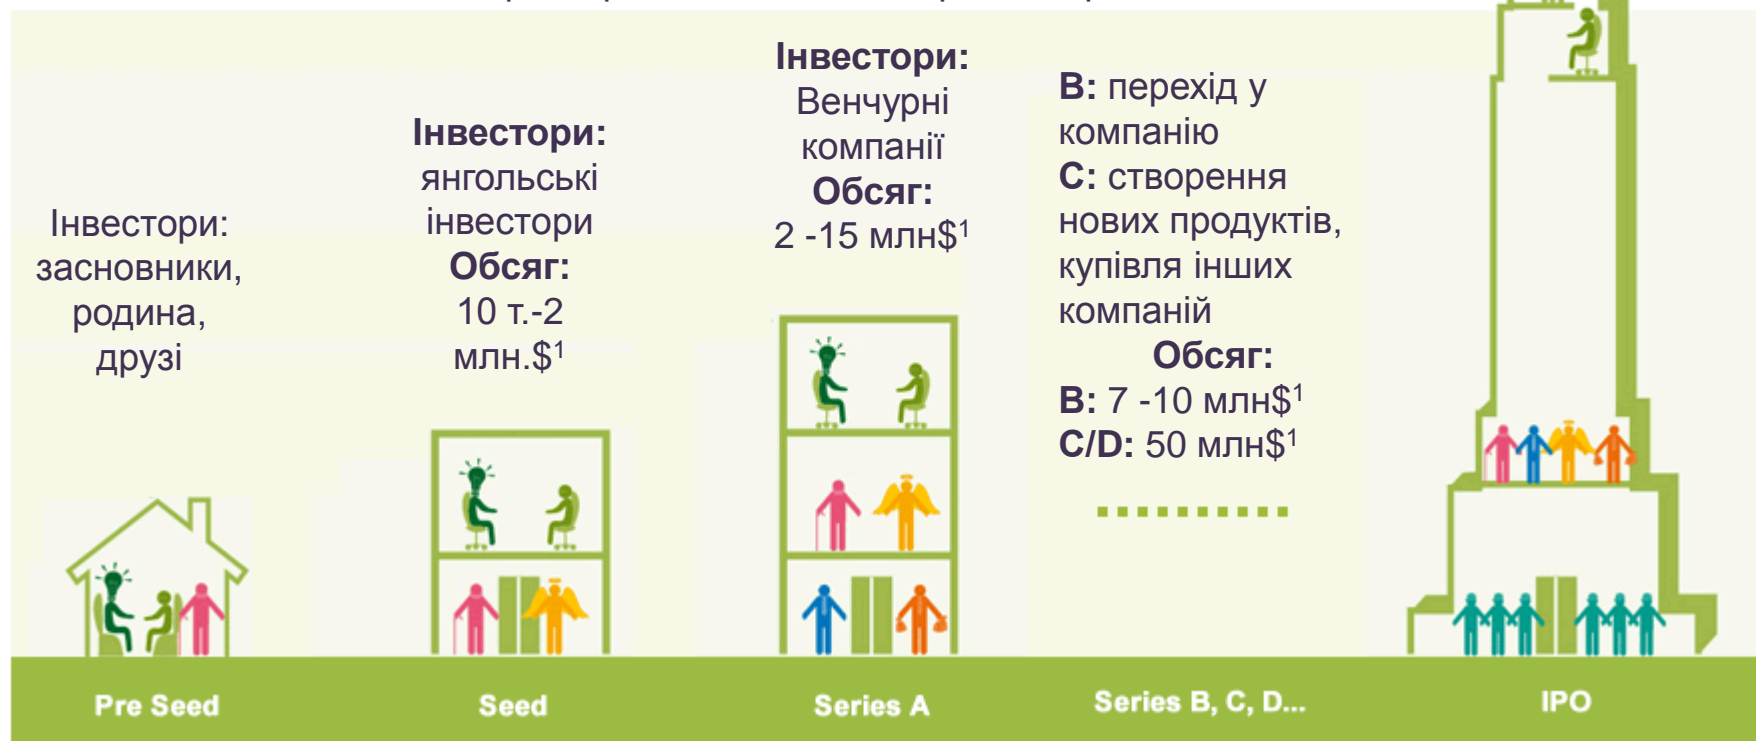 Інвестори:
засновники,
родина,
друзі
Інвестори:
янгольські
інвестори
Обсяг:
10 т.-2
млн.$¹
Інвестори:
Венчурні
компанії
Обсяг:
2 -15 млн$¹
В: перехід у
компанію
С: створення
нових продуктів,
купівля інших
компаній
Обсяг:
В: 7 -10 млн$¹
C/D: 50 млн$¹
Pre Seed
Seed
Series A
Series B, C, D...
IPO